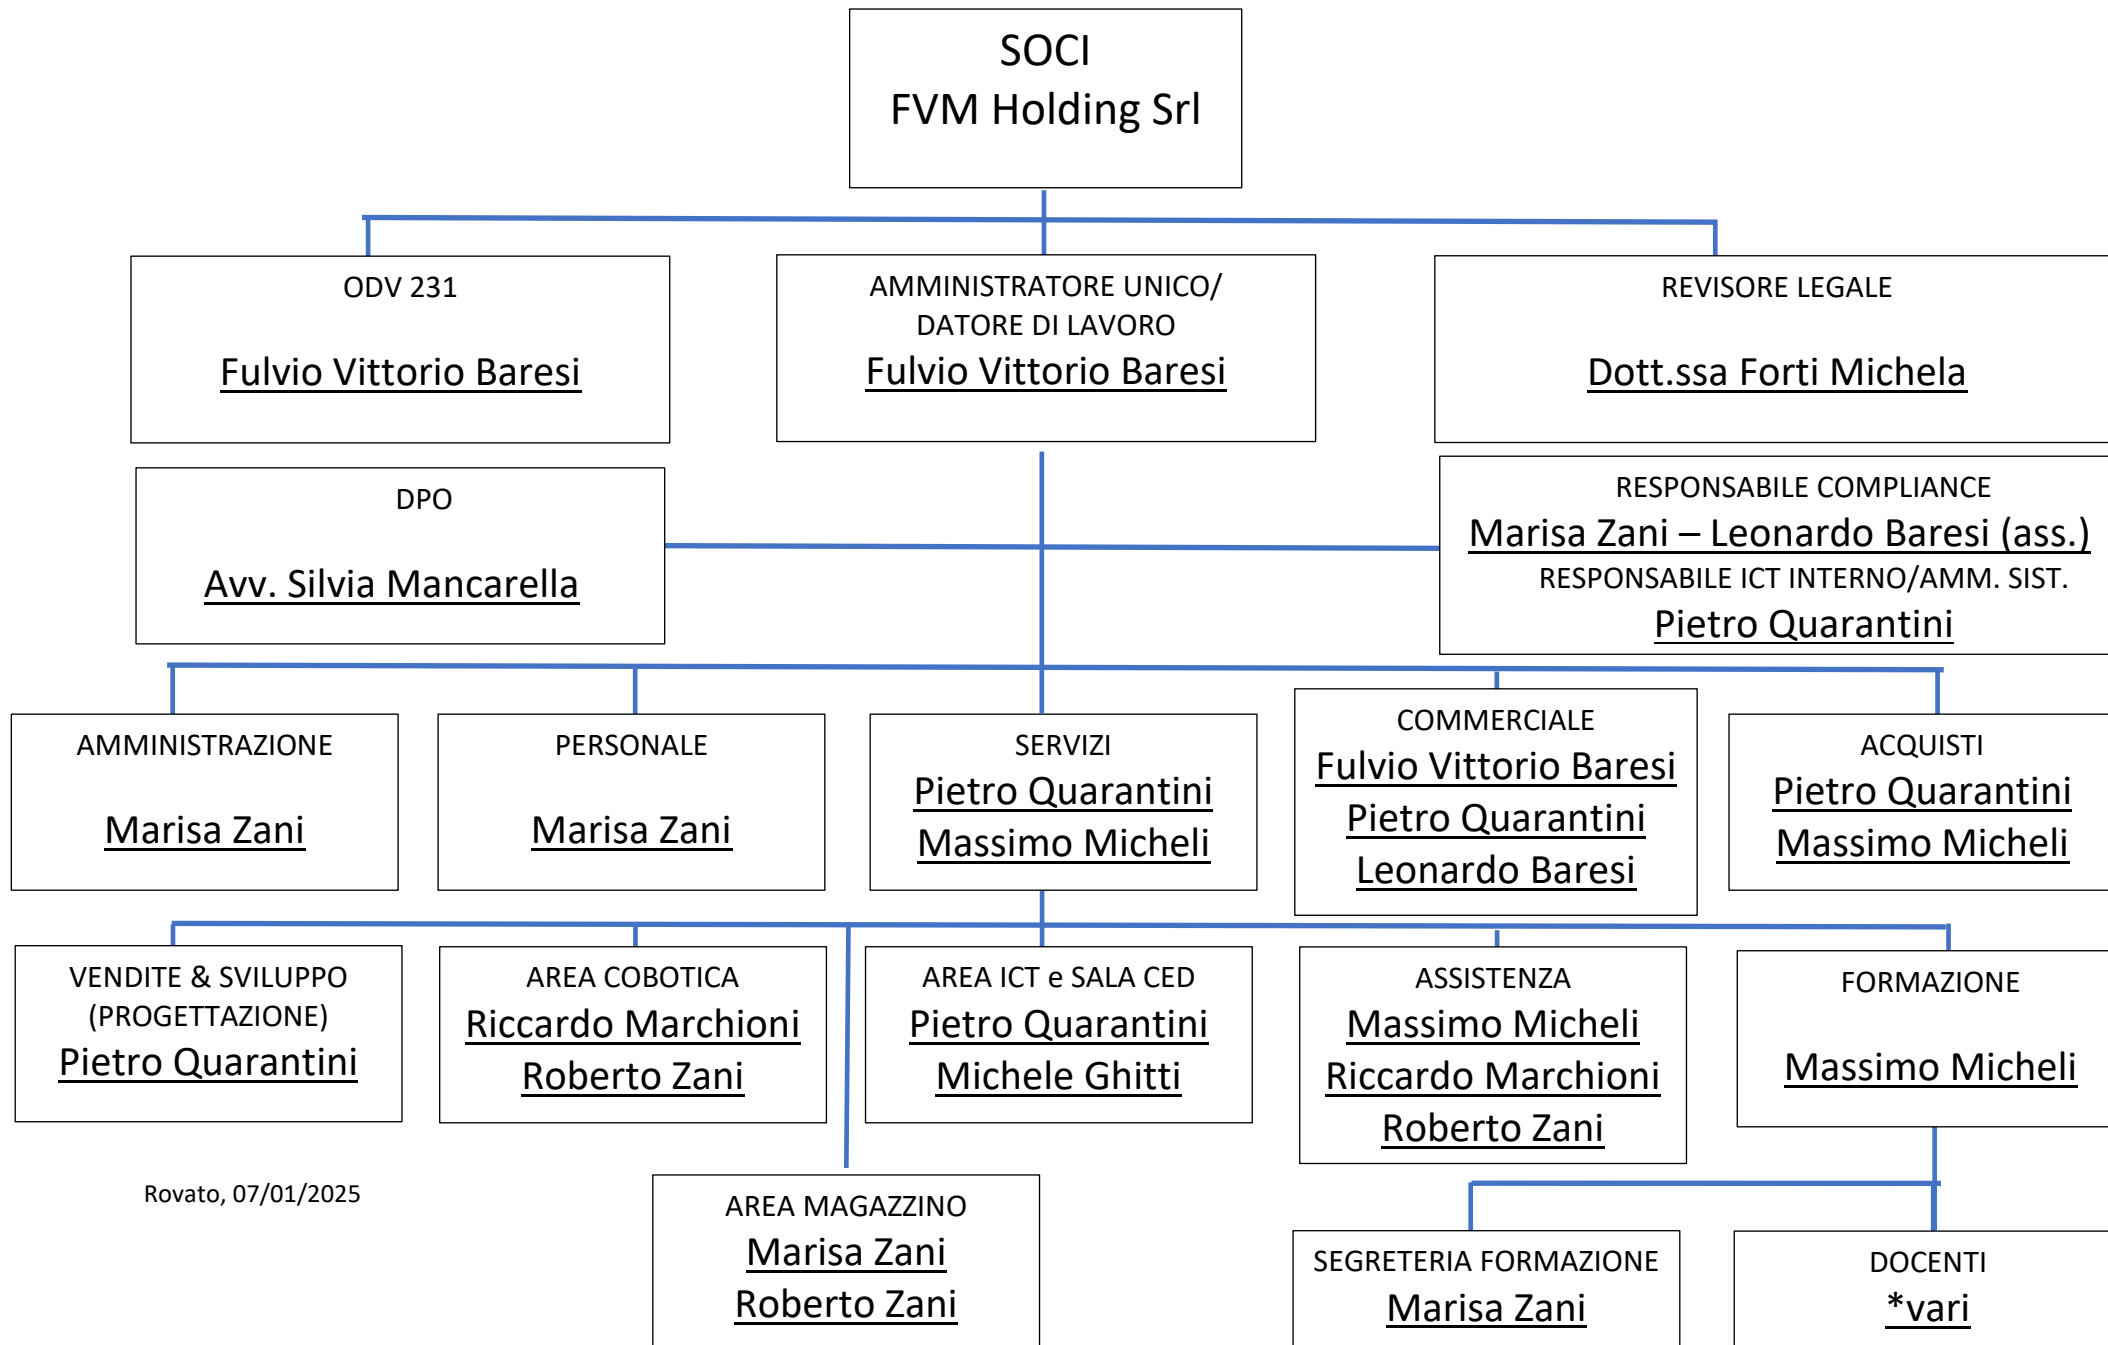 SOCI
FVM Holding Srl
ODV 231
Fulvio Vittorio Baresi
AMMINISTRATORE UNICO/
DATORE DI LAVORO
Fulvio Vittorio Baresi
REVISORE LEGALE
Dott.ssa Forti Michela
DPO
Avv. Silvia Mancarella
RESPONSABILE COMPLIANCE
Marisa Zani – Leonardo Baresi (ass.)
RESPONSABILE ICT INTERNO/AMM. SIST.
Pietro Quarantini
AMMINISTRAZIONE
Marisa Zani
PERSONALE
Marisa Zani
SERVIZI
Pietro Quarantini
Massimo Micheli
COMMERCIALE
Fulvio Vittorio Baresi
Pietro Quarantini
Leonardo Baresi
ACQUISTI
Pietro Quarantini
Massimo Micheli
VENDITE & SVILUPPO
(PROGETTAZIONE)
Pietro Quarantini
AREA COBOTICA
Riccardo Marchioni
Roberto Zani
AREA ICT e SALA CED
Pietro Quarantini
Michele Ghitti
ASSISTENZA
Massimo Micheli
Riccardo Marchioni
Roberto Zani
FORMAZIONE
Massimo Micheli
Rovato, 07/01/2025
AREA MAGAZZINO
Marisa Zani
Roberto Zani
SEGRETERIA FORMAZIONE
Marisa Zani
DOCENTI
*vari